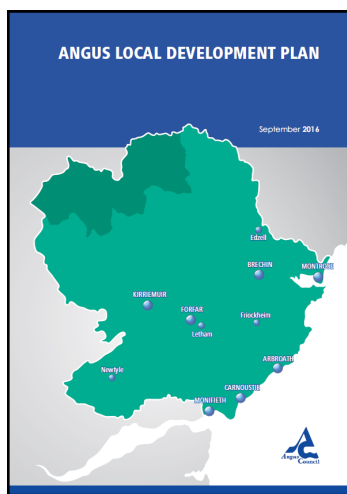 ANGUS LOCAL DEVELOPMENT PLAN
September 2016
Edzell
BRECHIN
MONTROSE
KIRRIEMUIR
FORFAR
Friockheim
Letham
ARBROATH
Newtyle
CARNOUSTIE
MONIFIETH
Angus
Council